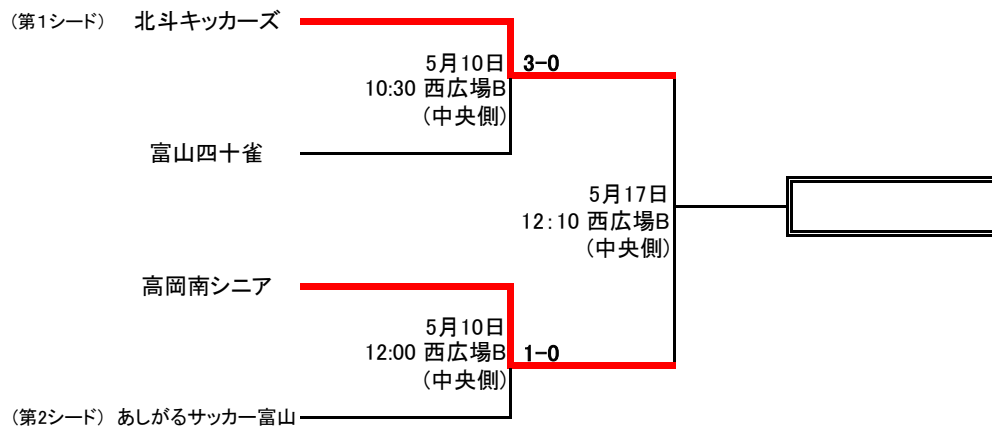 (第1シード) 北斗キッカーズ
5月10日 3-0
10:30 西広場B
(中央側)
富山四十雀
5月17日
12:10 西広場B
(中央側)
高岡南シニア
5月10日
12:00 西広場B 1-0
(中央側)
(第2シード) あしがるサッカー富山